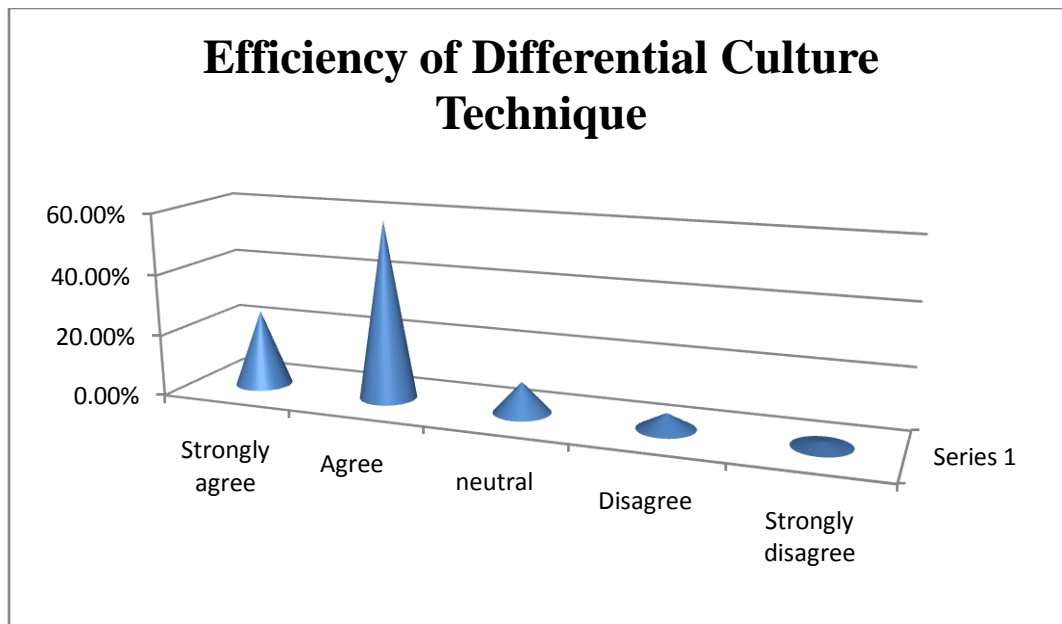 Efficiency of Differential Culture
Technique
60.00%
40.00%
20.00%
0.00%
Strongly
agree
Agree
neutral
Disagree
Strongly
disagree
Series 1